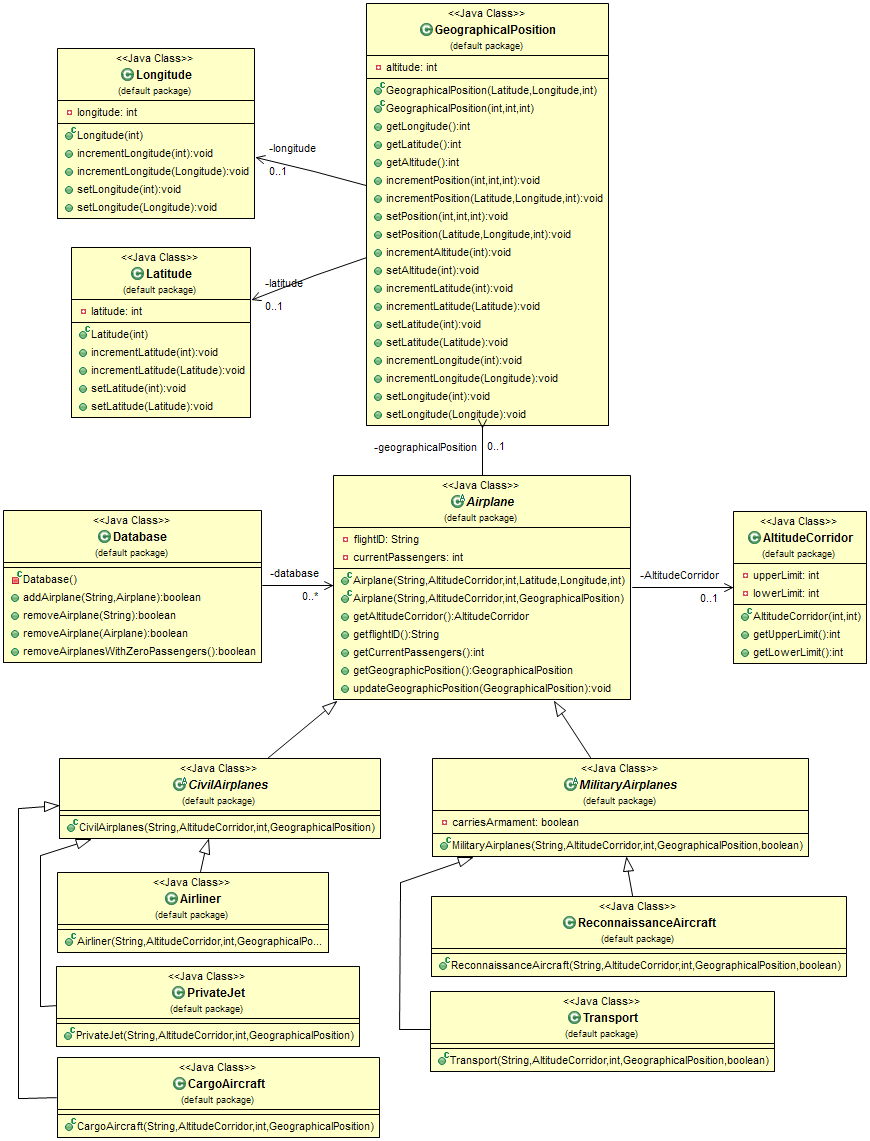 <<Java Class>>
GeographicalPosition
(default package)
altitude: int
GeographicalPosition(Latitude,Longitude,int)
GeographicalPosition(int,int,int)
getLongitude():int
getLatitude():int
getAltitude():int
incrementPosition(int,int,int):void
incrementPosition(Latitude,Longitude,int):void
setPosition(int,int,int):void
setPosition(Latitude,Longitude,int):void
incrementAltitude(int):void
setAltitude(int):void
incrementLatitude(int):void
incrementLatitude(Latitude):void
setLatitude(int):void
setLatitude(Latitude):void
incrementLongitude(int):void
incrementLongitude(Longitude):void
setLongitude(int):void
setLongitude(Longitude):void
<<Java Class>>
Longitude
(default package)
longitude: int
Longitude(int)
incrementLongitude(int):void
incrementLongitude(Longitude):void
setLongitude(int):void
setLongitude(Longitude):void
-longitude
0..1
<<Java Class>>
Latitude
(default package)
latitude: int
Latitude(int)
incrementLatitude(int):void
incrementLatitude(Latitude):void
setLatitude(int):void
setLatitude(Latitude):void
-latitude
0..1
-geographicalPosition
0..1
<<Java Class>>
Database
(default package)
Database()
addAirplane(String,Airplane):boolean
removeAirplane(String):boolean
removeAirplane(Airplane):boolean
removeAirplanesWithZeroPassengers():boolean
-database
0..*
<<Java Class>>
Airplane
(default package)
flightID: String
currentPassengers: int
Airplane(String,AltitudeCorridor,int,Latitude,Longitude,int)
Airplane(String,AltitudeCorridor,int,GeographicalPosition)
getAltitudeCorridor():AltitudeCorridor
getflightID():String
getCurrentPassengers():int
getGeographicPosition():GeographicalPosition
updateGeographicPosition(GeographicalPosition):void
-AltitudeCorridor
0..1
<<Java Class>>
AltitudeCorridor
(default package)
upperLimit: int
lowerLimit: int
AltitudeCorridor(int,int)
getUpperLimit():int
getLowerLimit():int
<<Java Class>>
CivilAirplanes
(default package)
CivilAirplanes(String,AltitudeCorridor,int,GeographicalPosition)
<<Java Class>>
MilitaryAirplanes
(default package)
carriesArmament: boolean
MilitaryAirplanes(String,AltitudeCorridor,int,GeographicalPosition,boolean)
<<Java Class>>
Airliner
(default package)
Airliner(String,AltitudeCorridor,int,GeographicalPo...
<<Java Class>>
ReconnaissanceAircraft
(default package)
ReconnaissanceAircraft(String,AltitudeCorridor,int,GeographicalPosition,boolean)
<<Java Class>>
PrivateJet
(default package)
PrivateJet(String,AltitudeCorridor,int,GeographicalPosition)
<<Java Class>>
Transport
(default package)
Transport(String,AltitudeCorridor,int,GeographicalPosition,boolean)
<<Java Class>>
CargoAircraft
(default package)
CargoAircraft(String,AltitudeCorridor,int,GeographicalPosition)